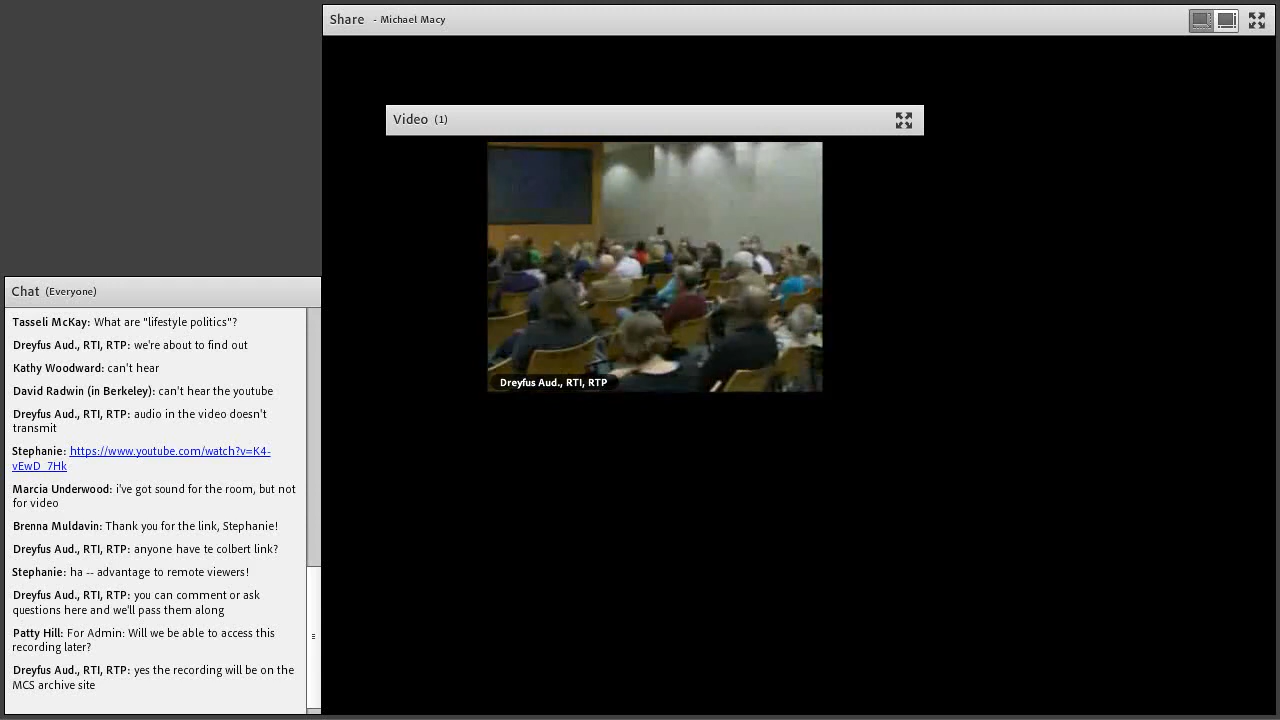 Share - Michael Macy
Video (1)
Dreyfus Aud., RTI, RTP
Chat (Everyone)
Tasseli McKay: What are "lifestyle politics"?
Dreyfus Aud., RTI, RTP: we're about to find out
Kathy Woodward: can't hear
David Radwin (in Berkeley): can't hear the youtube
Dreyfus Aud., RTI, RTP: audio in the video doesn't
transmit
Stephanie: https://www.youtube.com/watch?v=K4-
vEwD_7Hk
Marcia Underwood: i've got sound for the room, but not
for video
Brenna Muldavin: Thank you for the link, Stephanie!
Dreyfus Aud., RTI, RTP: anyone have te colbert link?
Stephanie: ha -- advantage to remote viewers!
Dreyfus Aud., RTI, RTP: you can comment or ask
questions here and we'll pass them along
Patty Hill: For Admin: Will we be able to access this
recording later?
Dreyfus Aud., RTI, RTP: yes the recording will be on the
MCS archive site